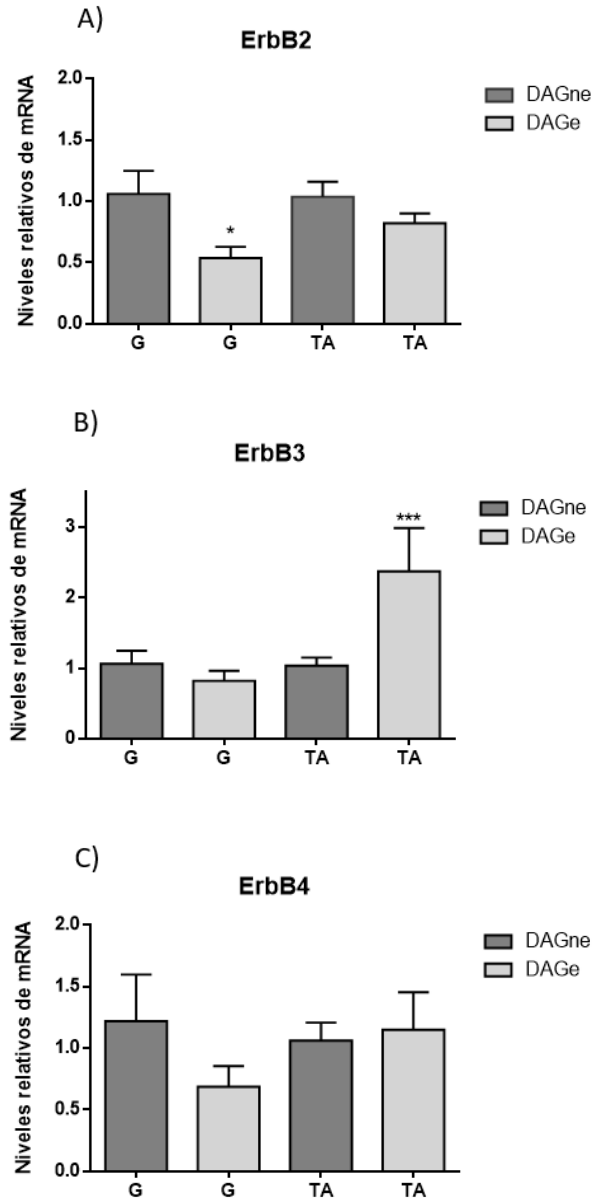 A)
ErbB2
Niveles relativos de mRNA
2.0
1.5
1.0
0.5
0.0
*
G
G
TA
TA
DAGne
DAGe
B)
ErbB3
Niveles relativos de mRNA
3
2
1
0
***
G
G
TA
TA
DAGne
DAGe
C)
ErbB4
Niveles relativos de mRNA
2.0
1.5
1.0
0.5
0.0
G
G
TA
TA
DAGne
DAGe